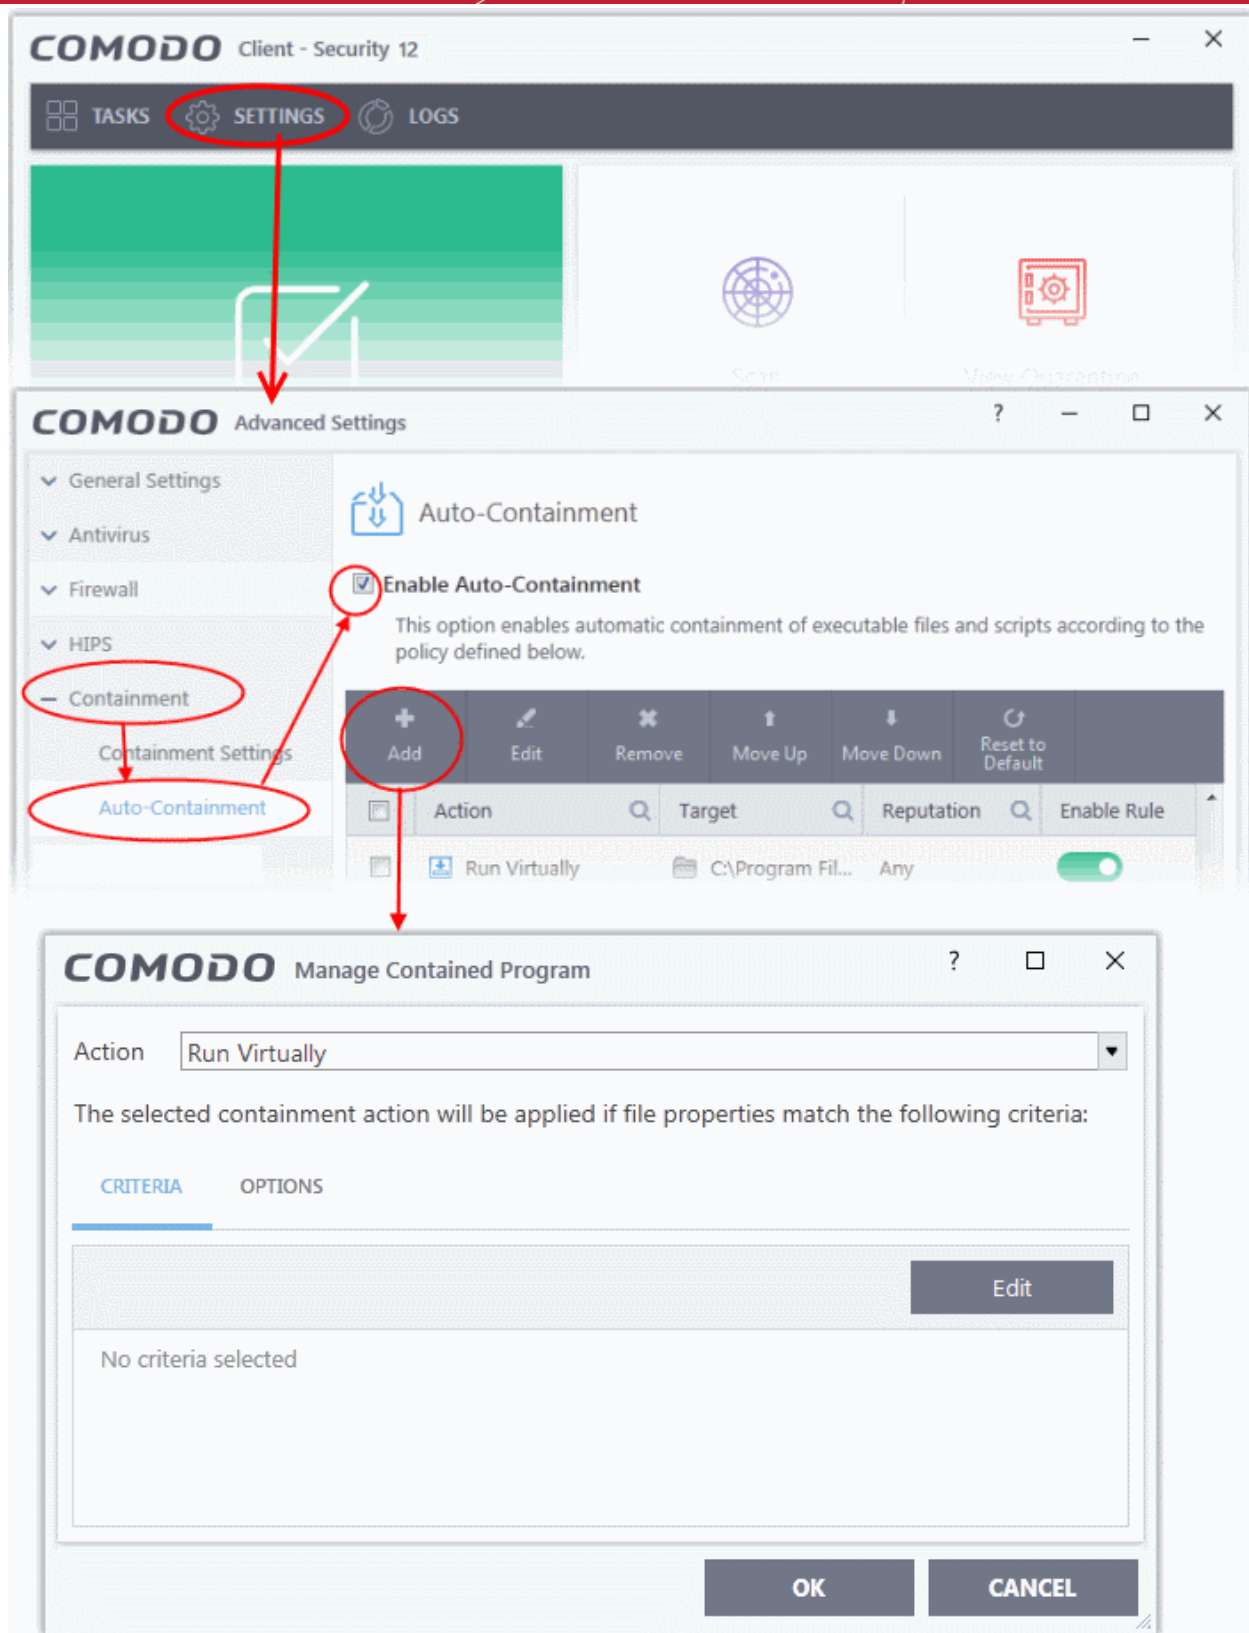 COMODO Client - Security 12
TASKS SETTINGS LOGS
Scan View Quarantine
COMODO Advanced Settings ?
General Settings
Auto-Containment
Antivirus
Firewall
Enable Auto-Containment
This option enables automatic containment of executable files and scripts according to the
policy defined below.
HIPS
Containment
Containment Settings
Auto-Containment
Add Edit Remove Move Up Move Down Reset to
Default
Action Target Reputation Enable Rule
Run Virtually C:\Program Fil... Any
COMODO Manage Contained Program ?
Action Run Virtually
The selected containment action will be applied if file properties match the following criteria:
CRITERIA OPTIONS
Edit
No criteria selected
OK CANCEL